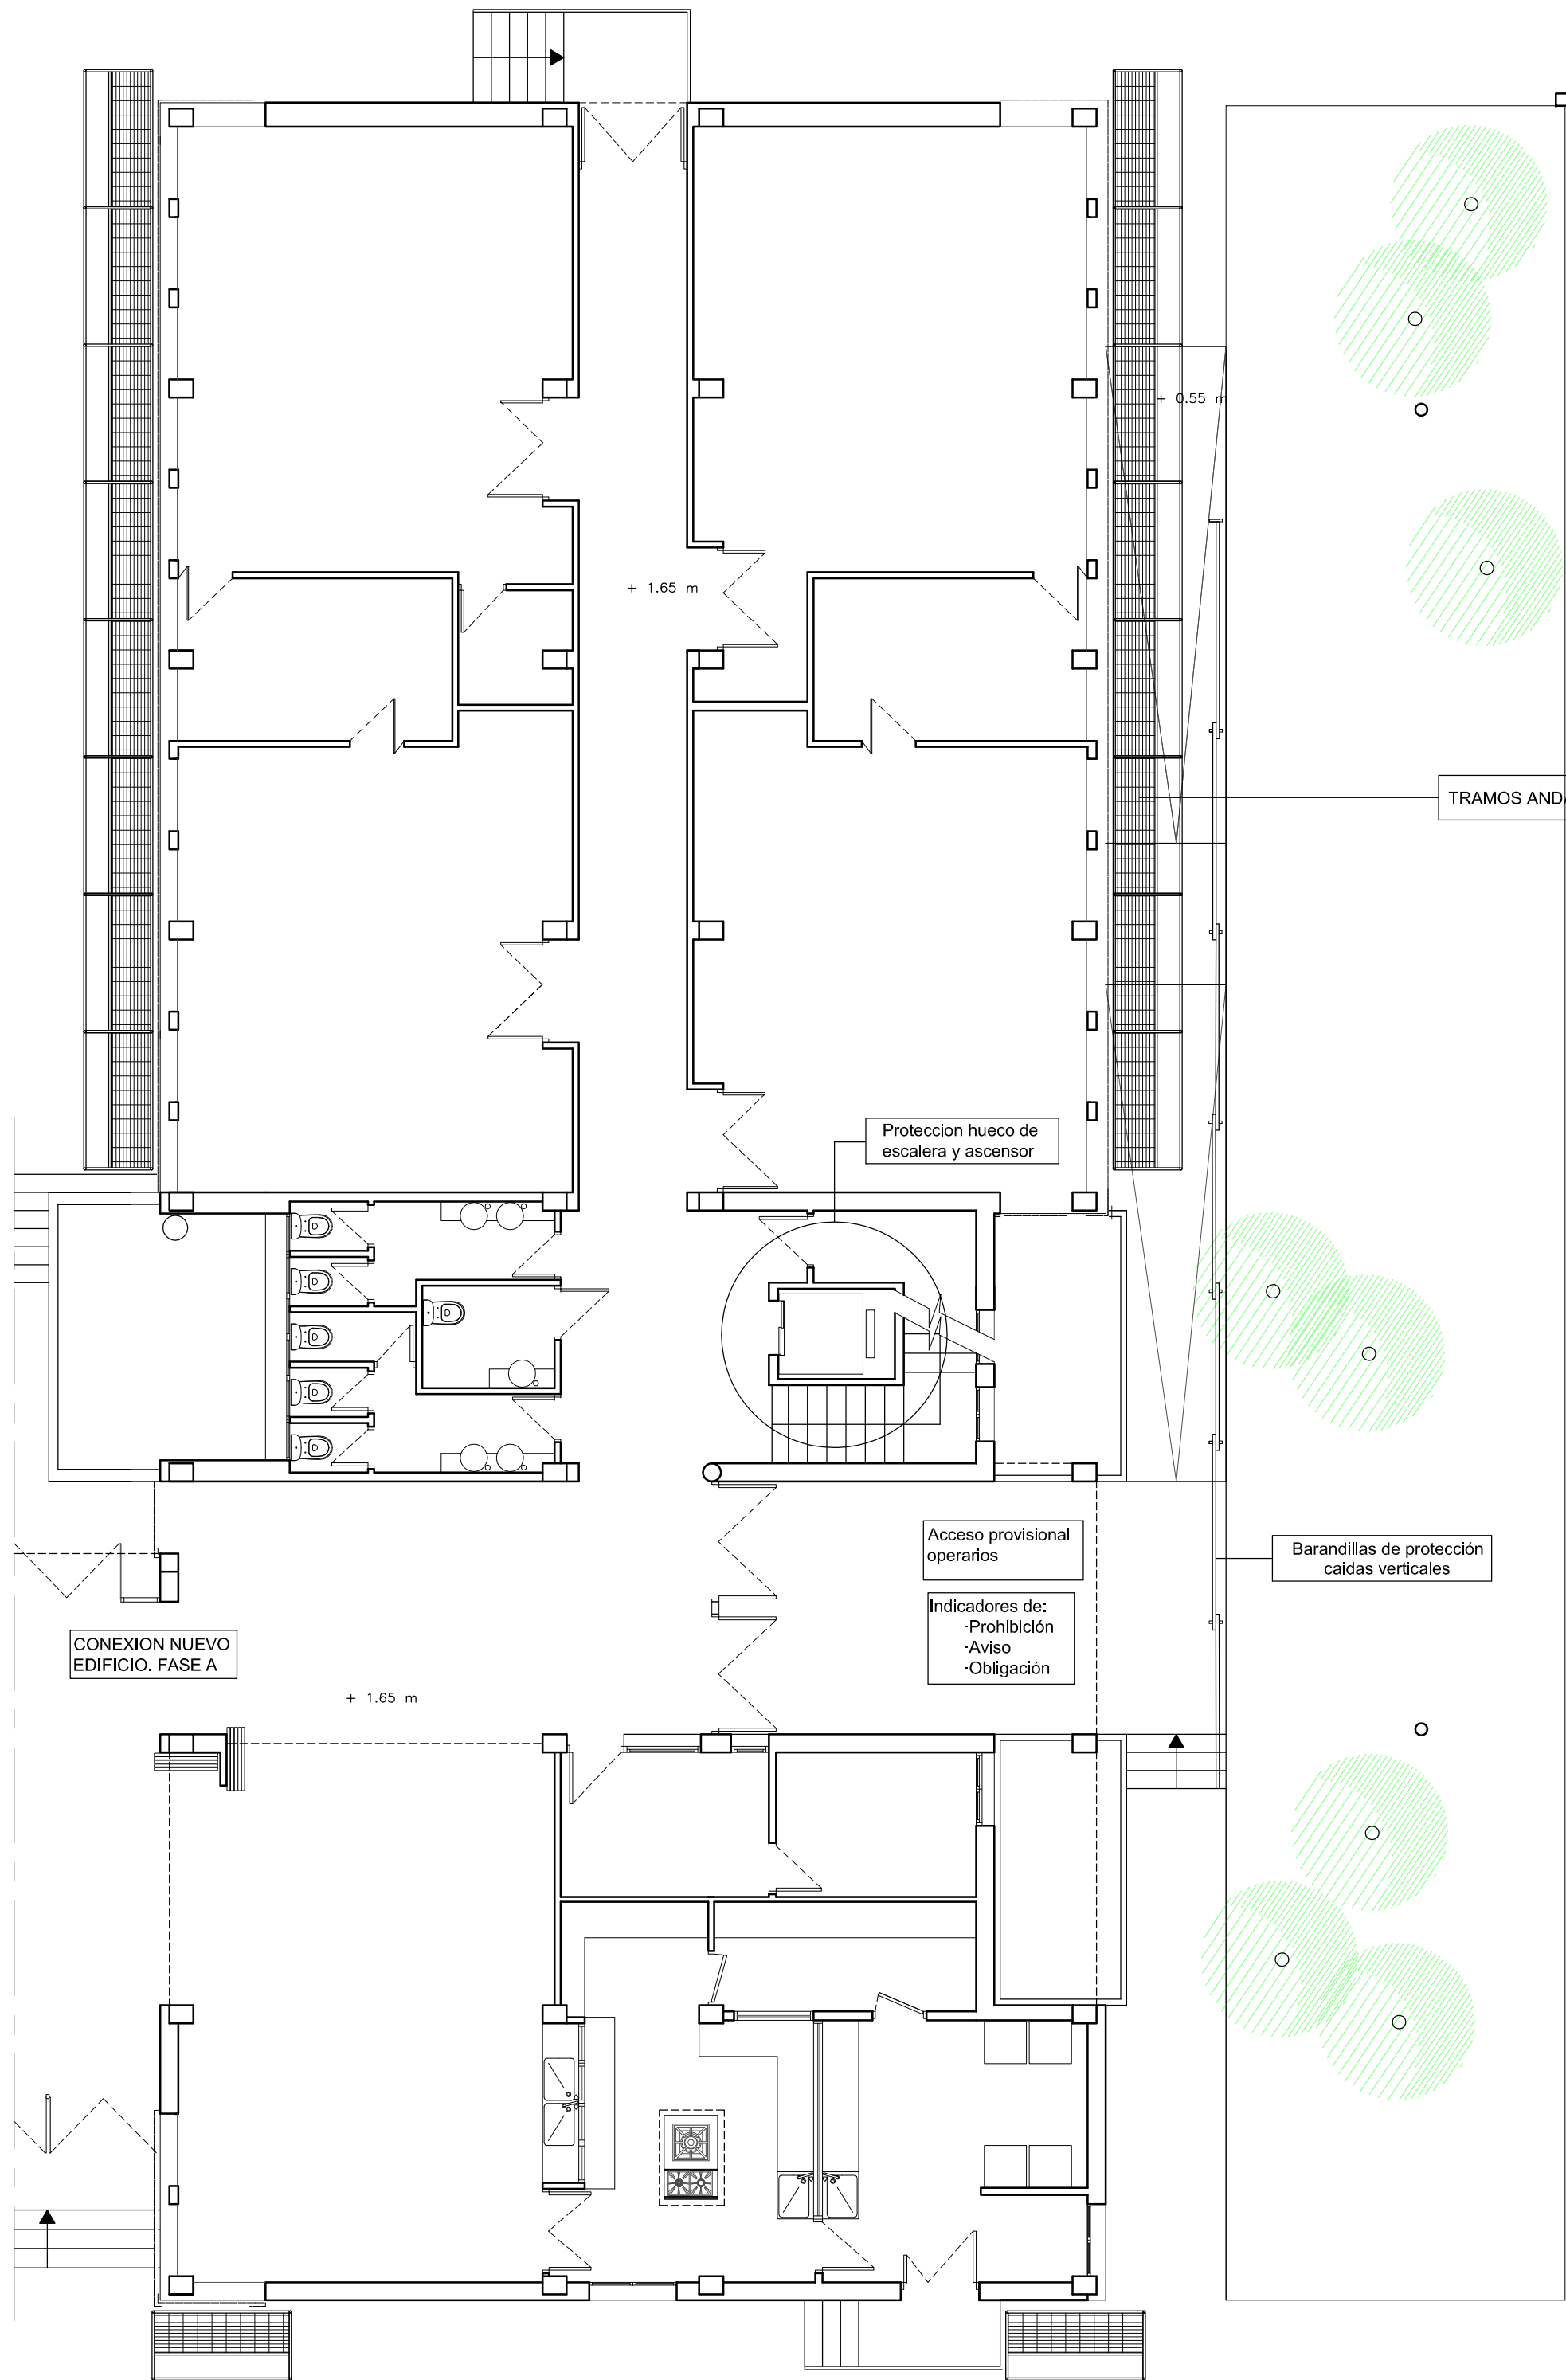 + 0.55 m
+ 1.65 m
TRAMOS
Proteccion hueco de
escalera y ascensor
Acceso provisional
operarios
Barandillas de protección
caidas verticales
Indicadores de:
·Prohibición
·Aviso
·Obligación
CONEXION NUEVO
EDIFICIO. FASE A
+ 1.65 m